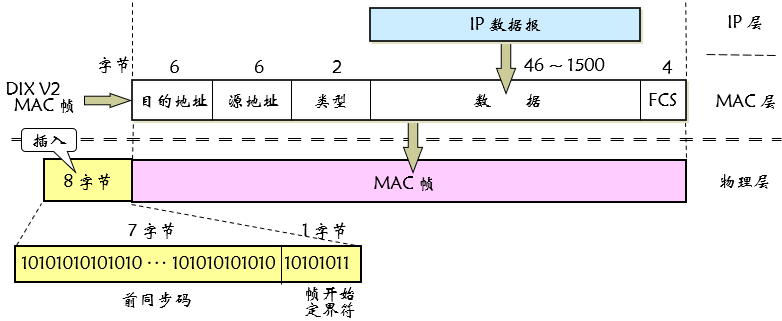 IP 数据报
IP 层
字节 6 6 2 46 ~ 1500 4
DIX V2
MAC 帧
目的地址 源地址 类型 数 据 FCS
MAC 层
插入
8 字节
MAC 帧
物理层
7 字节 1 字节
10101010101010 ··· 101010101010 10101011
前同步码
帧开始
定界符